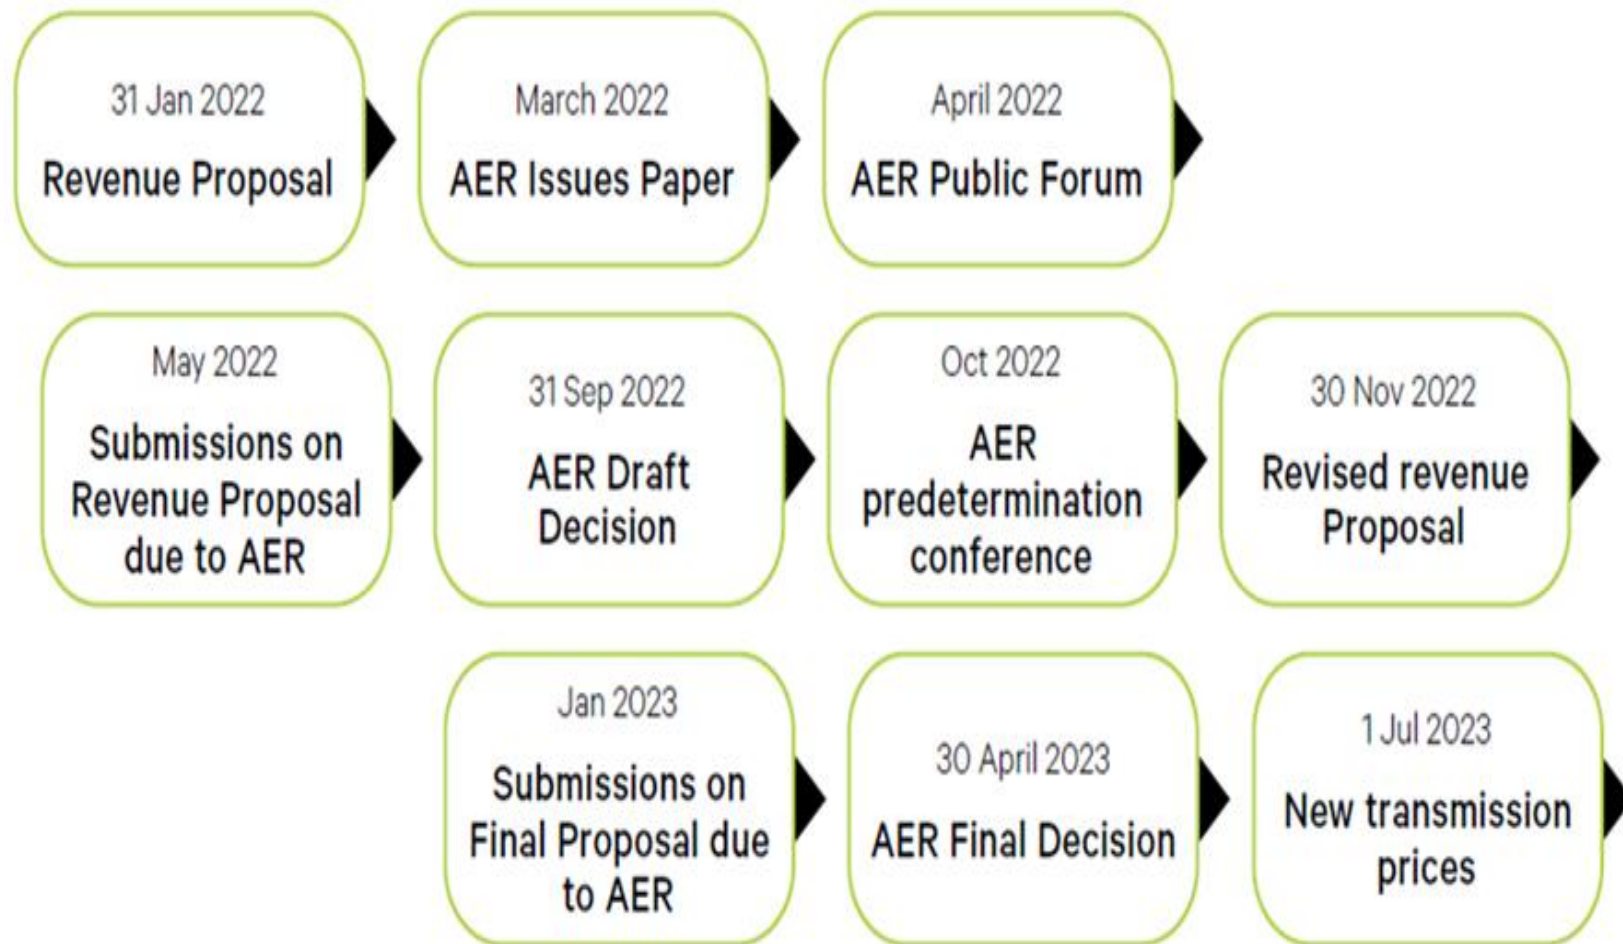 31 Jan 2022
Revenue Proposal
March 2022
AER Issues Paper
April 2022
AER Public Forum
May 2022
Submissions on
Revenue Proposal
due to AER
31 Sep 2022
AER Draft
Decision
Oct 2022
AER
predetermination
conference
30 Nov 2022
Revised revenue
Proposal
Jan 2023
Submissions on
Final Proposal due
to AER
30 April 2023
AER Final Decision
1 Jul 2023
New transmission
prices